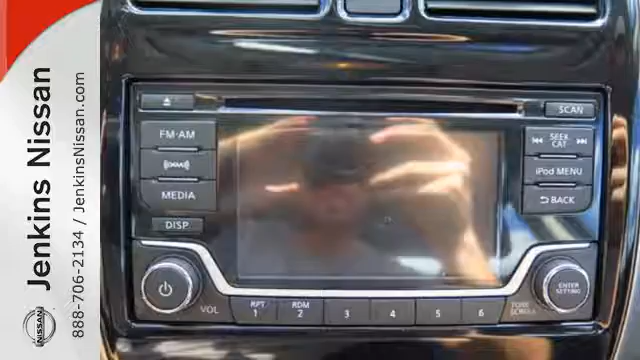 Jenkins Nissan
888-706-2134 / JenkinsNissan.com
NISSAN
SCAN
FM·AM
SEEK
CAT
((XM))
iPod MENU
MEDIA
BACK
DISP
VOL
RPT
1
RDM
2
3
4
5
6
TUNE
SCROLL
ENTER
SETTING